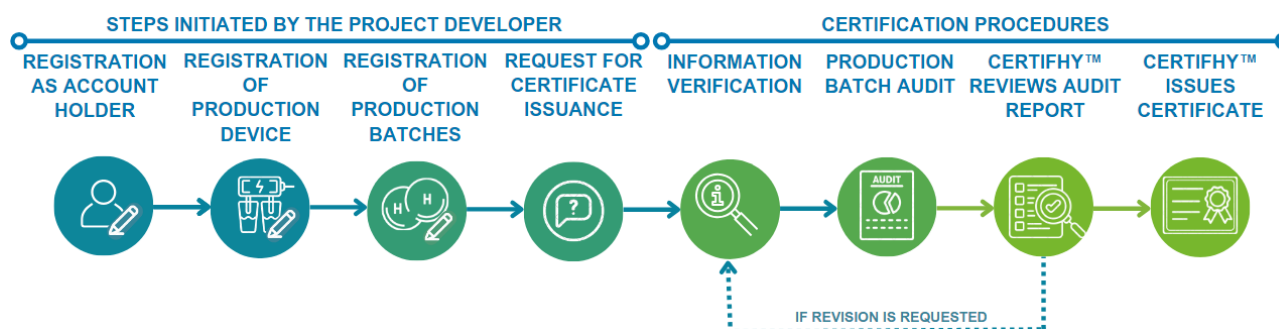 STEPS INITIATED BY THE PROJECT DEVELOPER
CERTIFICATION PROCEDURES
REGISTRATION
AS ACCOUNT
HOLDER
REGISTRATION
OF
PRODUCTION
DEVICE
REGISTRATION
OF
PRODUCTION
BATCHES
REQUEST FOR
CERTIFICATE
ISSUANCE
INFORMATION
VERIFICATION
PRODUCTION
BATCH AUDIT
CERTIFHY™
REVIEWS AUDIT
REPORT
CERTIFHY™
ISSUES
CERTIFICATE
H
H
?
i
AUDIT
IF REVISION IS REQUESTED